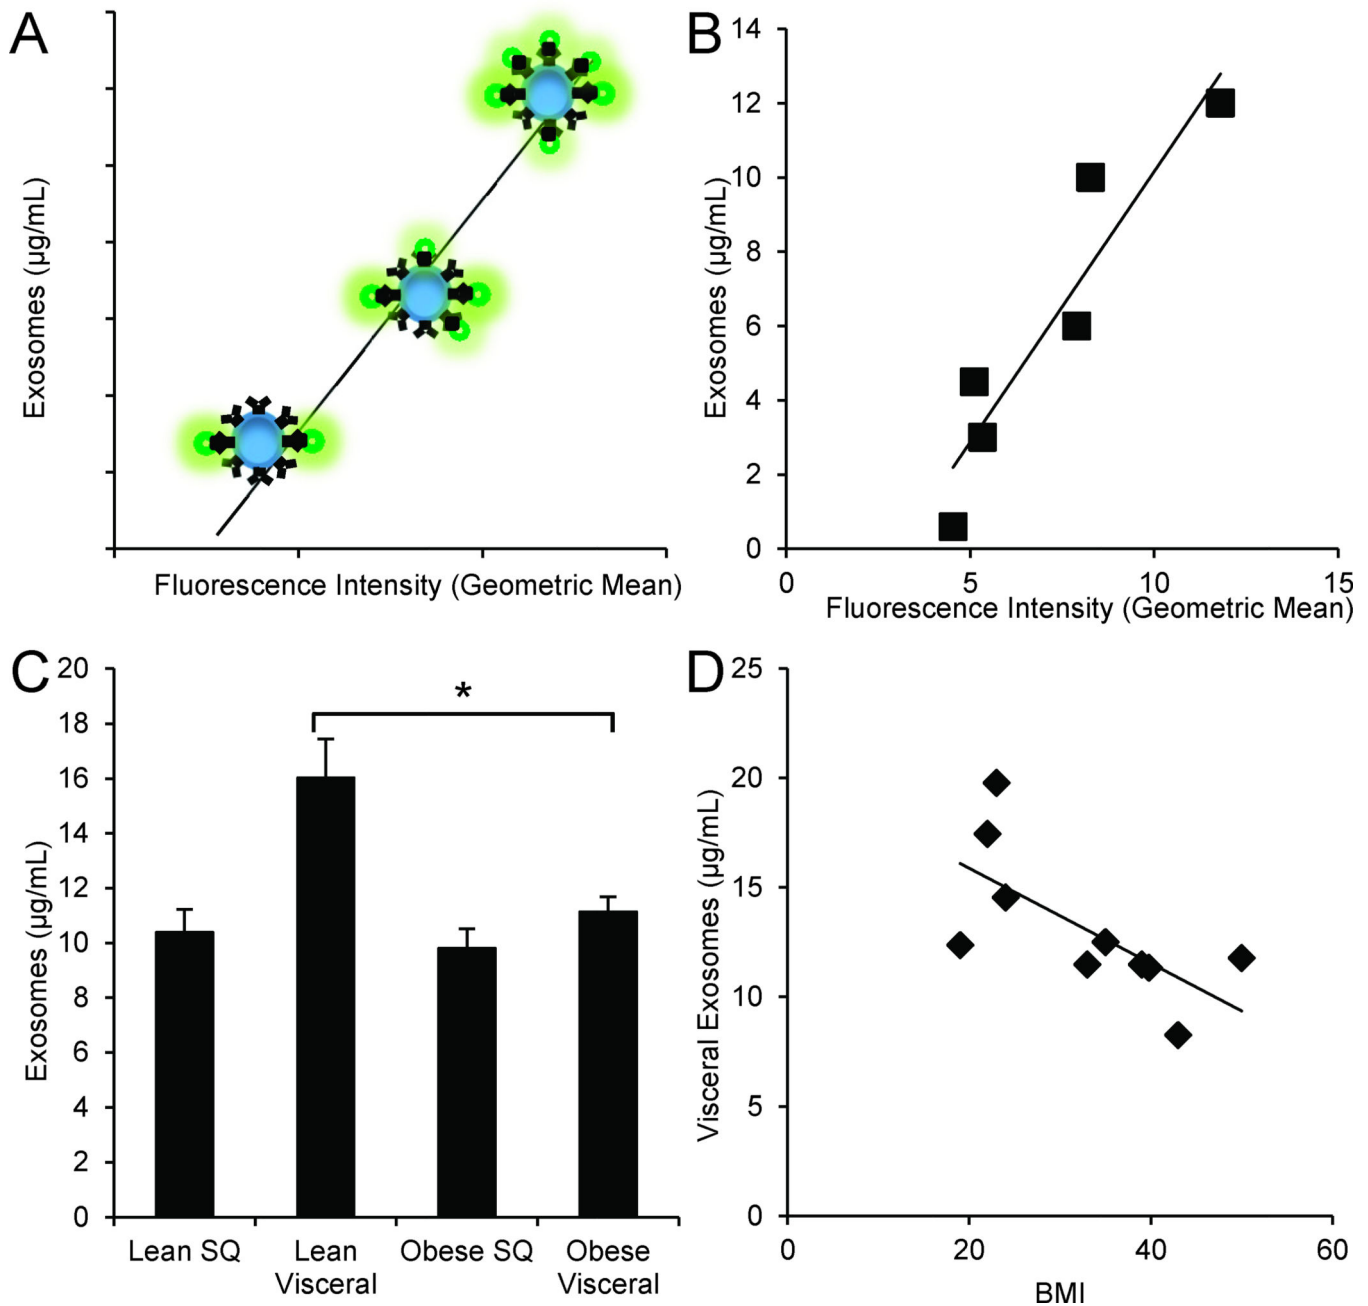 A
Exosomes (µg/mL)
Fluorescence Intensity (Geometric Mean)
B
Exosomes (µg/mL)
14
12
10
8
6
4
2
0
0 5 10 15
Fluorescence Intensity (Geometric Mean)
C
Exosomes (µg/mL)
20
18
16
14
12
10
8
6
4
2
0
*
Lean SQ Lean Obese SQ Obese
Visceral Visceral
D
Visceral Exosomes (µg/mL)
25
20
15
10
5
0
0 20 40 60
BMI